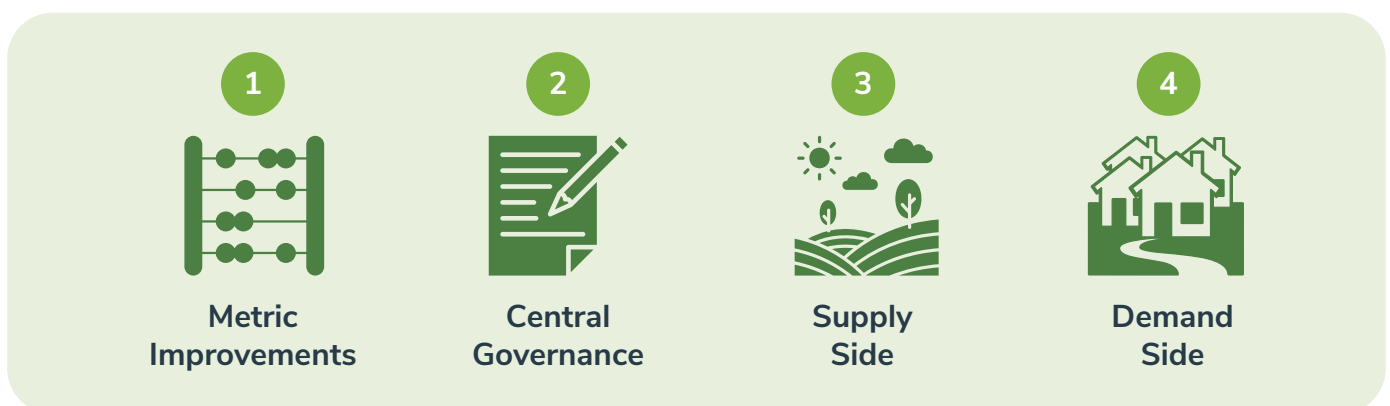 1
2
3
4
Metric
Improvements
Central
Governance
Supply
Side
Demand
Side